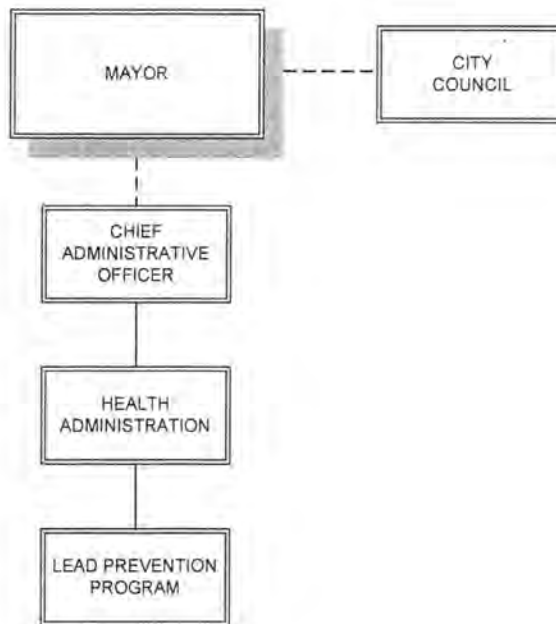 MAYOR
CITY
COUNCIL
CHIEF
ADMINISTRATIVE
OFFICER
HEALTH
ADMINISTRATION
LEAD PREVENTION
PROGRAM